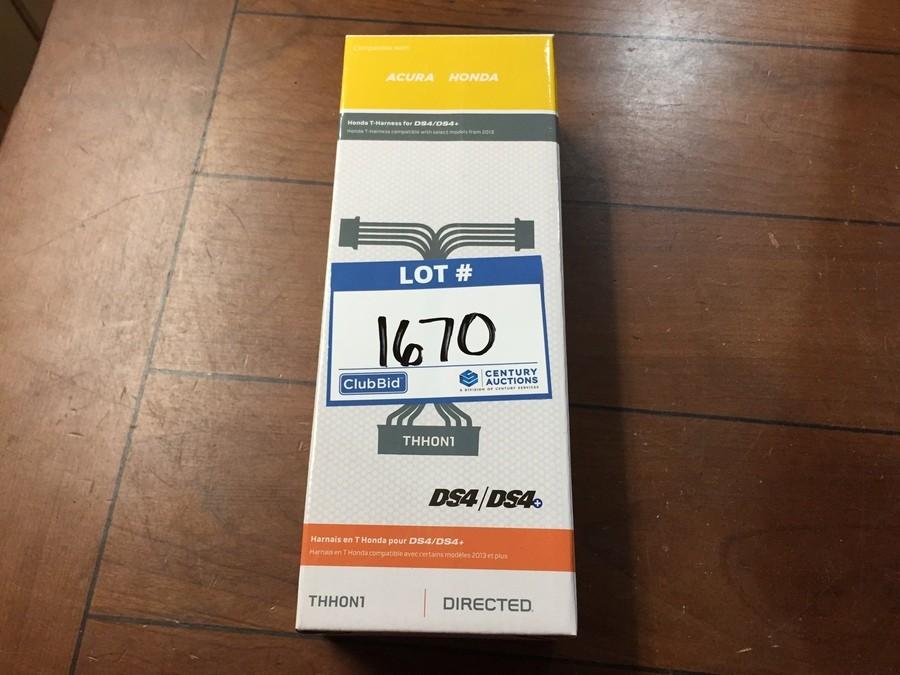 Compatible with:
ACURA HONDA
Honda T-Harness for DS4/DS4+
Honda T-Harness compatible with select models from 2013
LOT #
1670
ClubBid
CENTURY
AUCTIONS
A DIVISION OF CENTURY SERVICES
THHON1
DS4/DS4+
Harnais en T Honda pour DS4/DS4+
Harnais en T Honda compatible avec certains modèles 2013 et plus
THHON1 DIRECTED